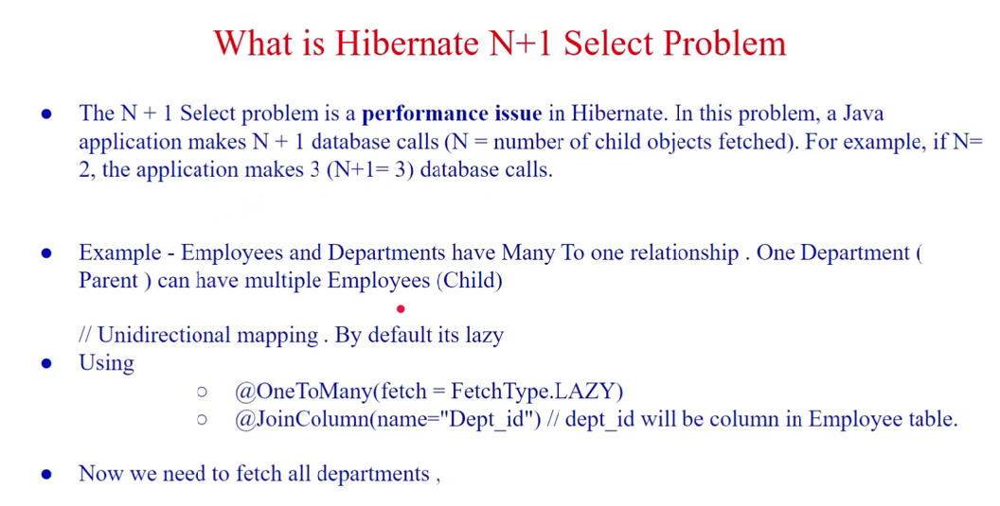 What is Hibernate N+1 Select Problem
● The N + 1 Select problem is a performance issue in Hibernate. In this problem, a Java
application makes N + 1 database calls (N = number of child objects fetched). For example, if N=
2, the application makes 3 (N+1= 3) database calls.
● Example - Employees and Departments have Many To one relationship . One Department (
Parent ) can have multiple Employees (Child)
// Unidirectional mapping . By default its lazy
● Using
○ @OneToMany(fetch = FetchType.LAZY)
○ @JoinColumn(name="Dept_id") // dept_id will be column in Employee table.
● Now we need to fetch all departments ,